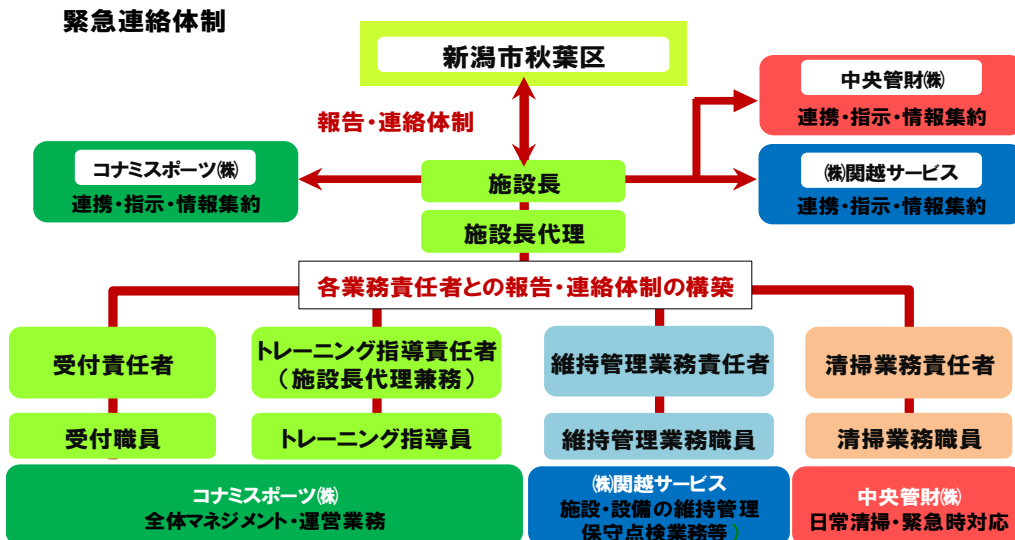 緊急連絡体制
新潟市秋葉区
報告・連絡体制
中央管財㈱
連携・指示・情報集約
コナミスポーツ㈱
連携・指示・情報集約
施設長
㈱関越サービス
連携・指示・情報集約
施設長代理
各業務責任者との報告・連絡体制の構築
受付責任者
トレーニング指導責任者
（施設長代理兼務）
維持管理業務責任者
清掃業務責任者
受付職員
トレーニング指導員
維持管理業務職員
清掃業務職員
コナミスポーツ㈱
全体マネジメント・運営業務
㈱関越サービス
施設・設備の維持管理
保守点検業務等）
中央管財㈱
日常清掃・緊急時対応